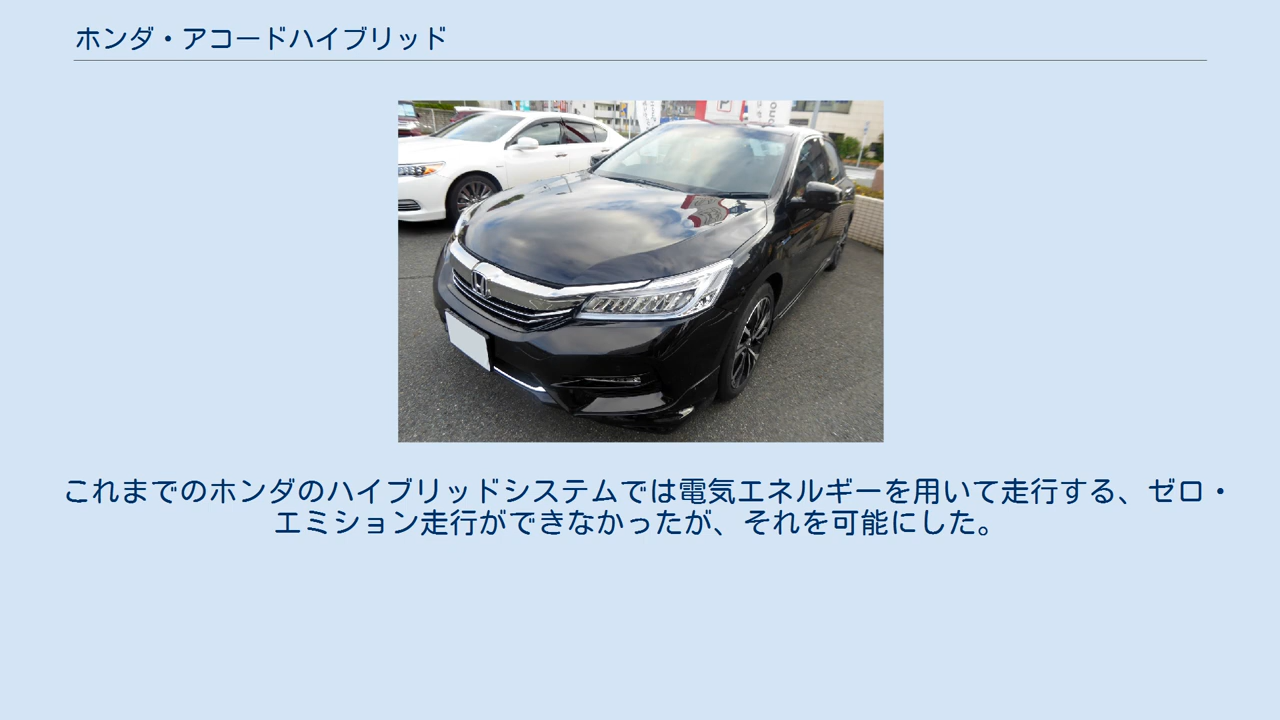 ホンダ・アコードハイブリッド
これまでのホンダのハイブリッドシステムでは電気エネルギーを用いて走行する、ゼロ・
エミション走行ができなかったが、それを可能にした。